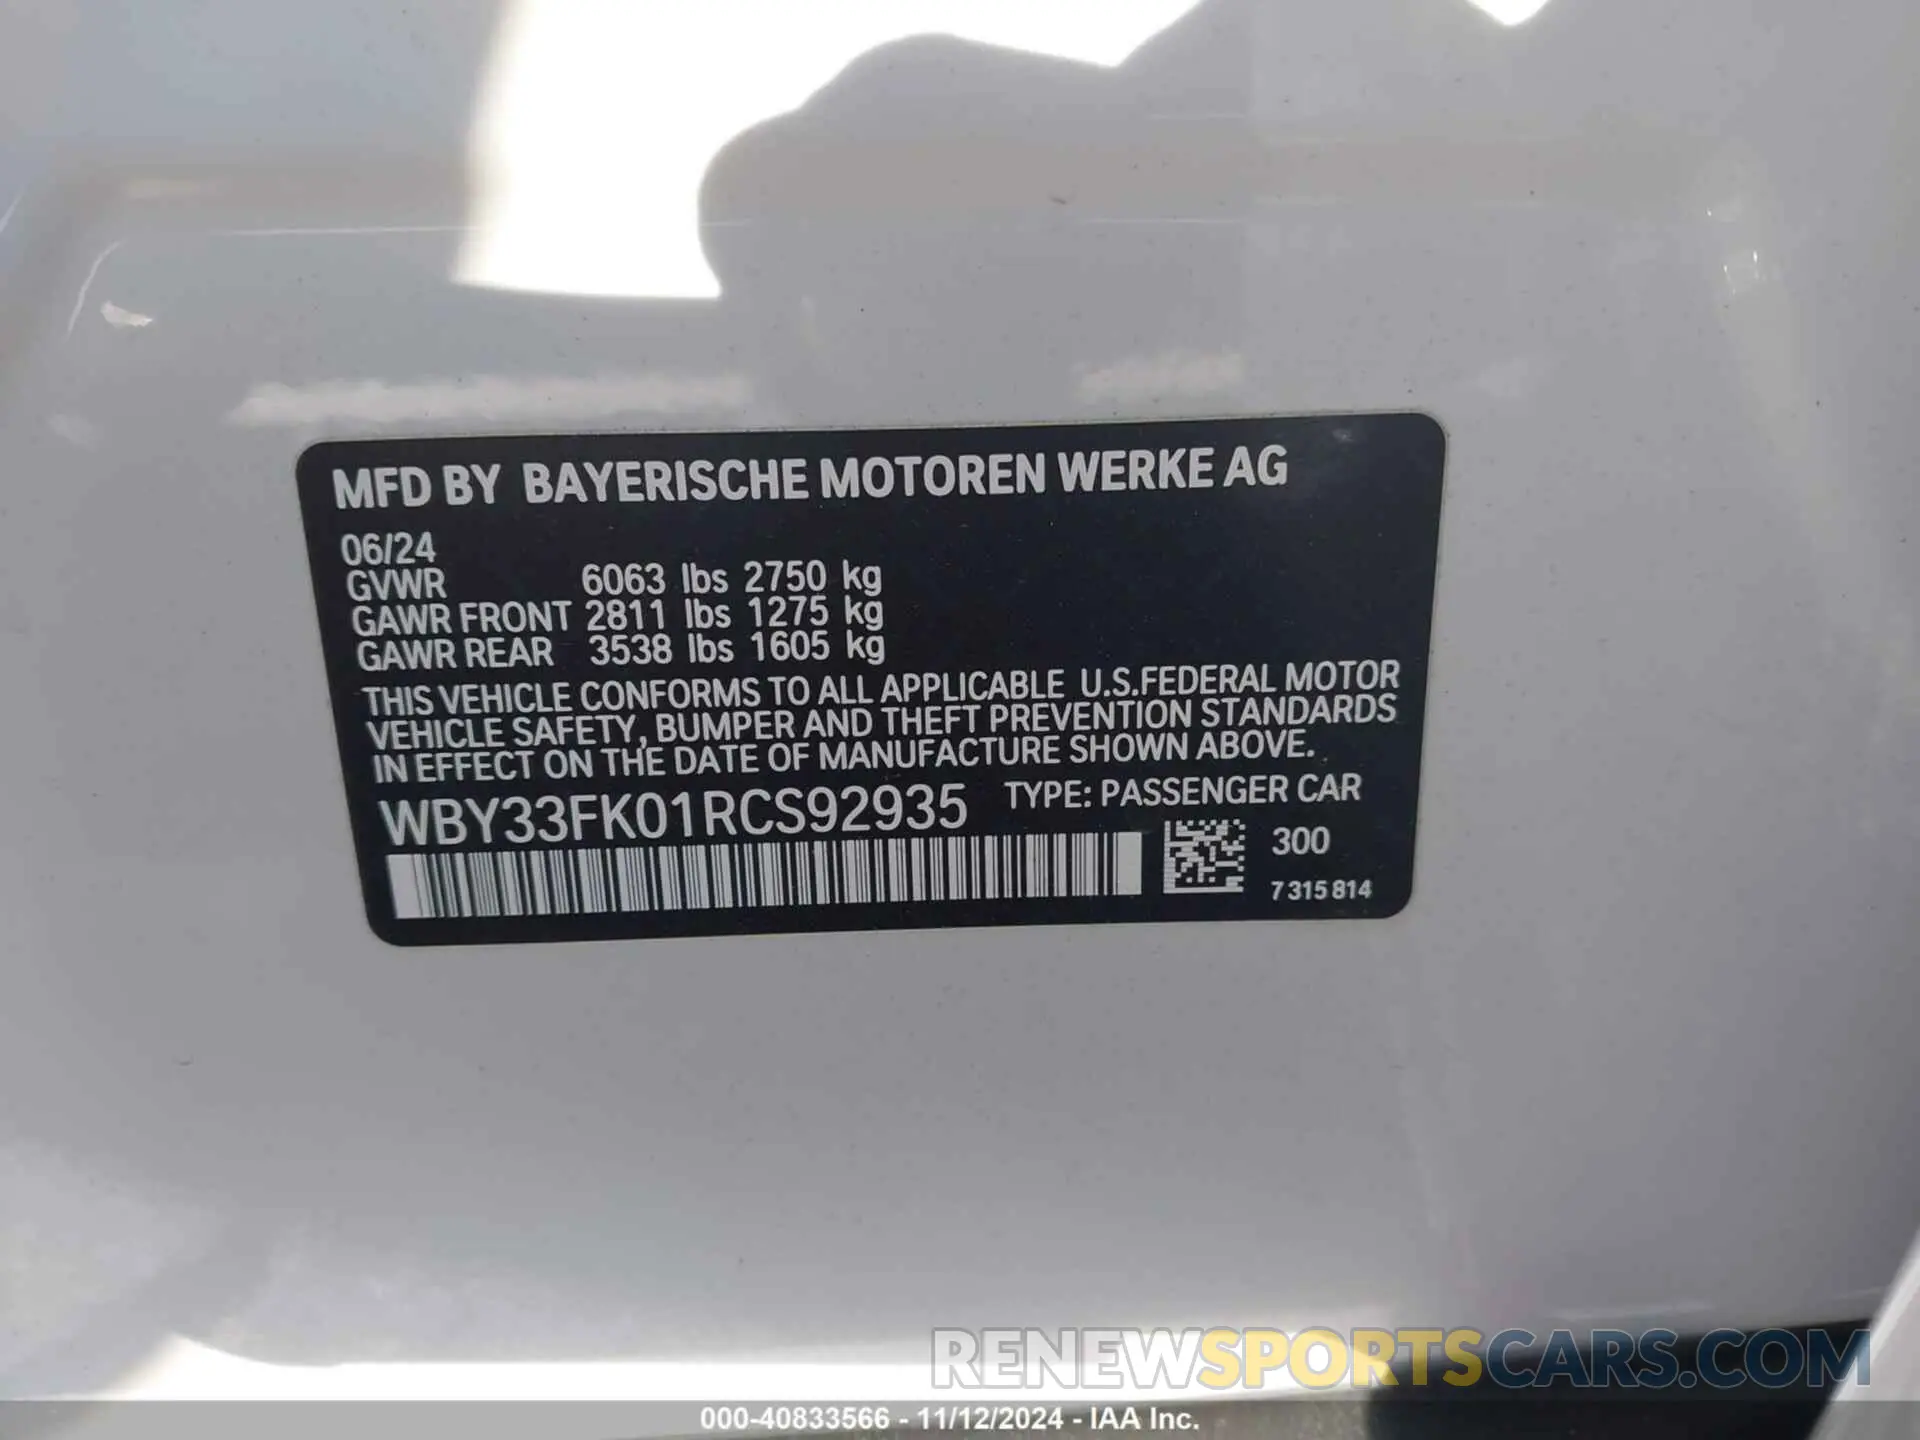 MFD BY BAYERISCHE MOTOREN WERKE AG
06/24
GVWR 6063 lbs 2750 kg
GAWR FRONT 2811 lbs 1275 kg
GAWR REAR 3538 lbs 1605 kg
THIS VEHICLE CONFORMS TO ALL APPLICABLE U.S.FEDERAL MOTOR
VEHICLE SAFETY, BUMPER AND THEFT PREVENTION STANDARDS
IN EFFECT ON THE DATE OF MANUFACTURE SHOWN ABOVE.
WBY33FK01RCS92935 TYPE: PASSENGER CAR
300
7 315 814
RENEWSPORTSCARS.COM
000-40833566 - 11/12/2024 - IAA Inc.